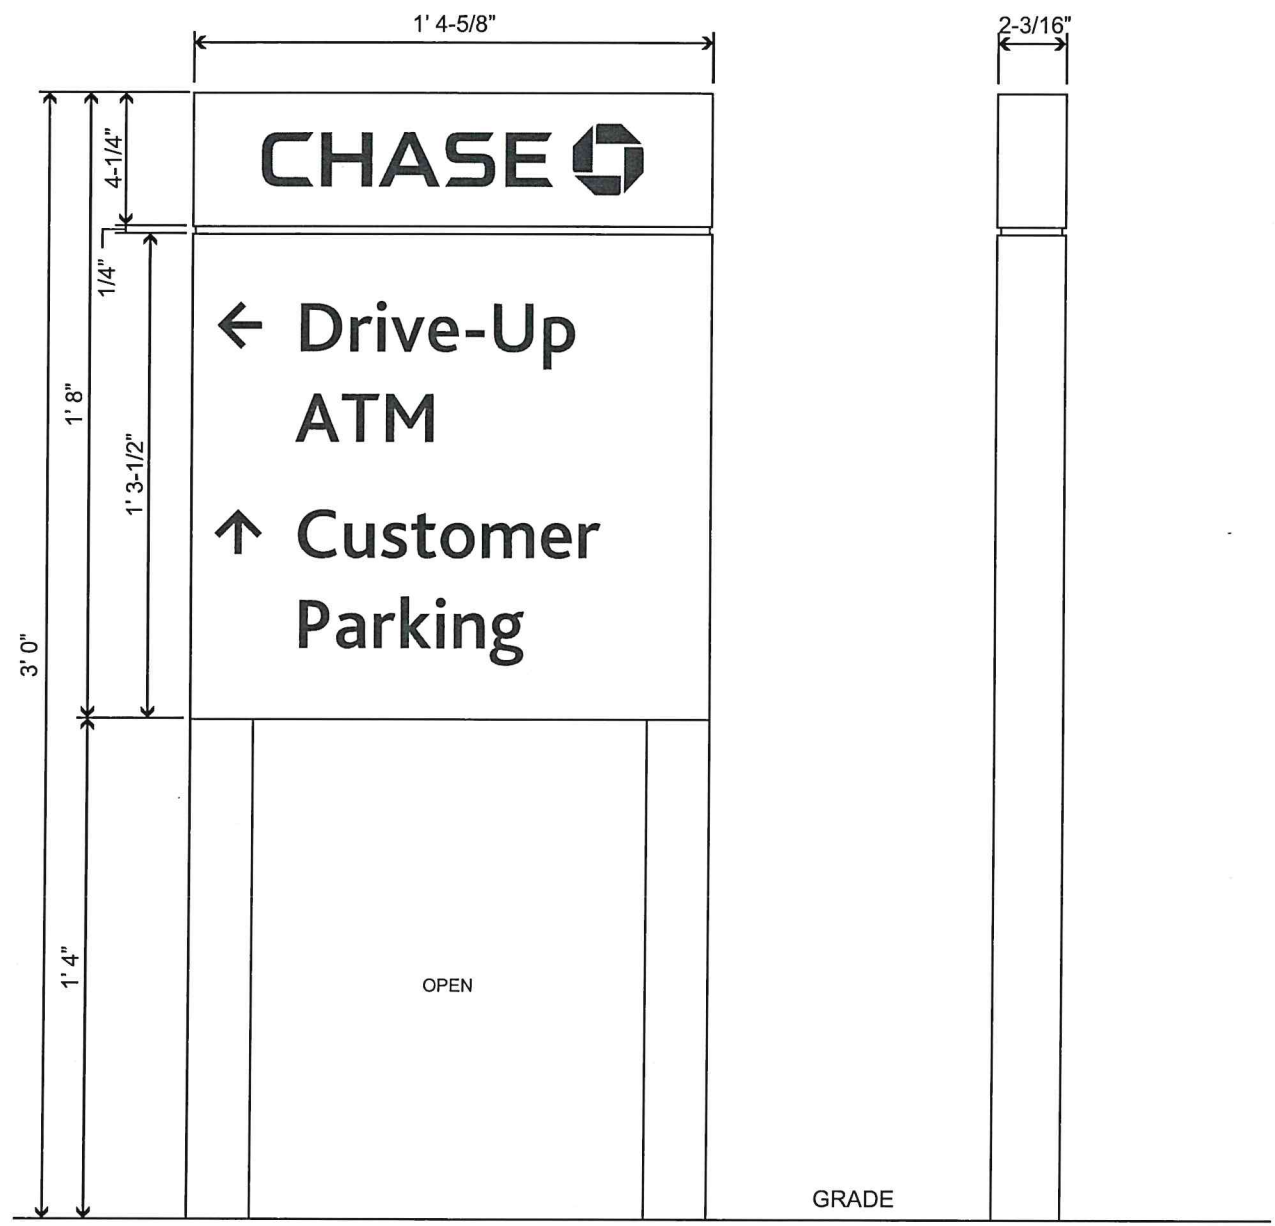 1' 4-5/8"
2-3/16"
4-1/4"
CHASE
1/4"
← Drive-Up
ATM
1' 8"
1' 3-1/2"
↑ Customer
Parking
3' 0"
1' 4"
OPEN
GRADE